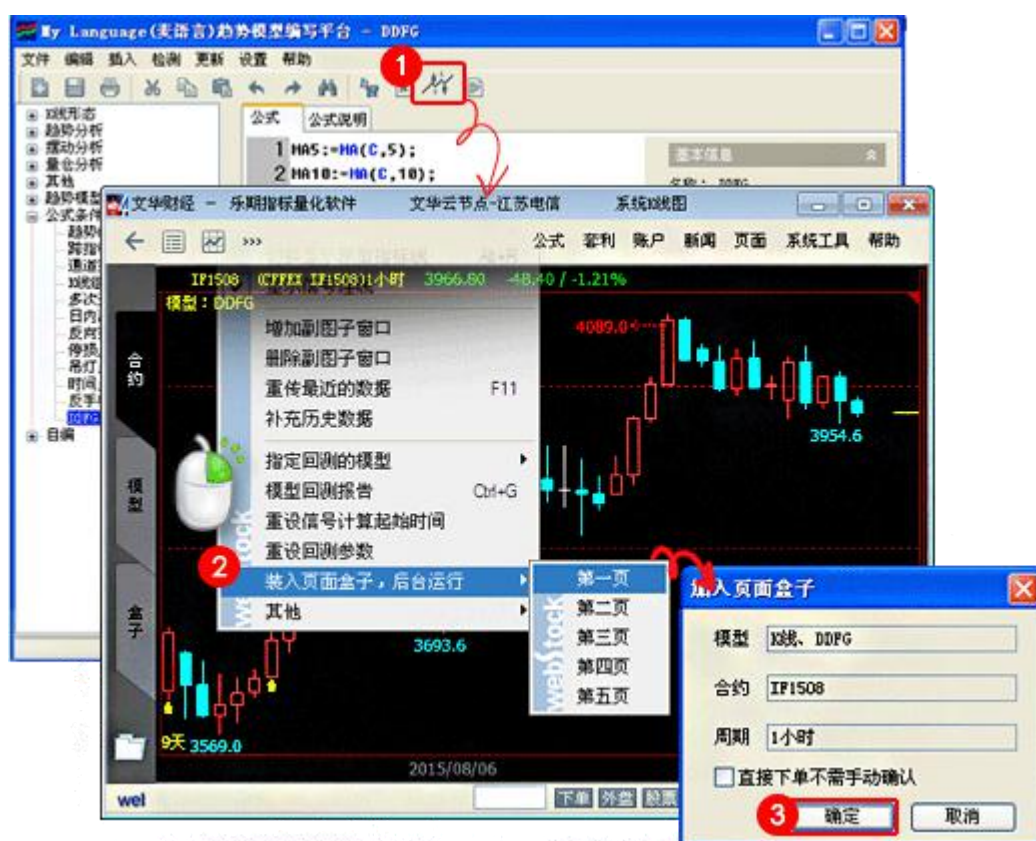 My Language(麦语言)趋势模型编写平台 - DDFG
文件 编辑 插入 检测 更新 设置 帮助
1
K线形态
趋势分析
摆动分析
量仓分析
其他
趋势模型
公式条件
自编
公式 公式说明
1 MA5:=MA(C,5);
2 MA10:=MA(C,10);
基本信息
文华财经 - 乐期指标量化软件 文华云节点-江苏电信 系统K线图
公式 套利 账户 新闻 页面 系统工具 帮助
IF1508 (CFFEX IF1508)1小时 3966.80 -48.40 / -1.21%
模型：DDFG
合约
模型
盒子
增加副图子窗口
删除副图子窗口
重传最近的数据 F11
补充历史数据
指定回测的模型
模型回测报告 Ctrl+G
重设信号计算起始时间
重设回测参数
2
装入页面盒子，后台运行
其他
第一页
第二页
第三页
第四页
第五页
webstock
4089.0
3954.6
3693.6
9天 3569.0
2015/08/06
wel
下单 外盘 股票
加入页面盒子
模型 K线、DDFG
合约 IF1508
周期 1小时
直接下单不需手动确认
3 确定 取消